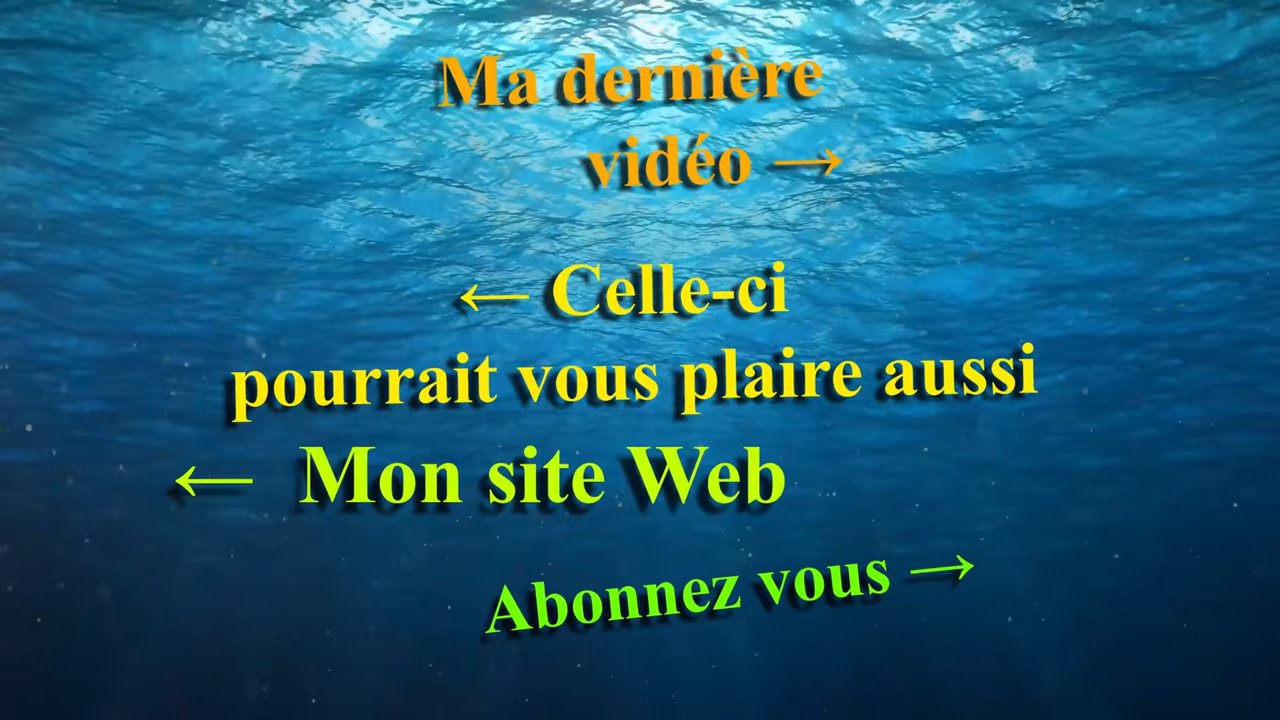 Ma dernière
vidéo →
← Celle-ci
pourrait vous plaire aussi
← Mon site Web
Abonnez vous →